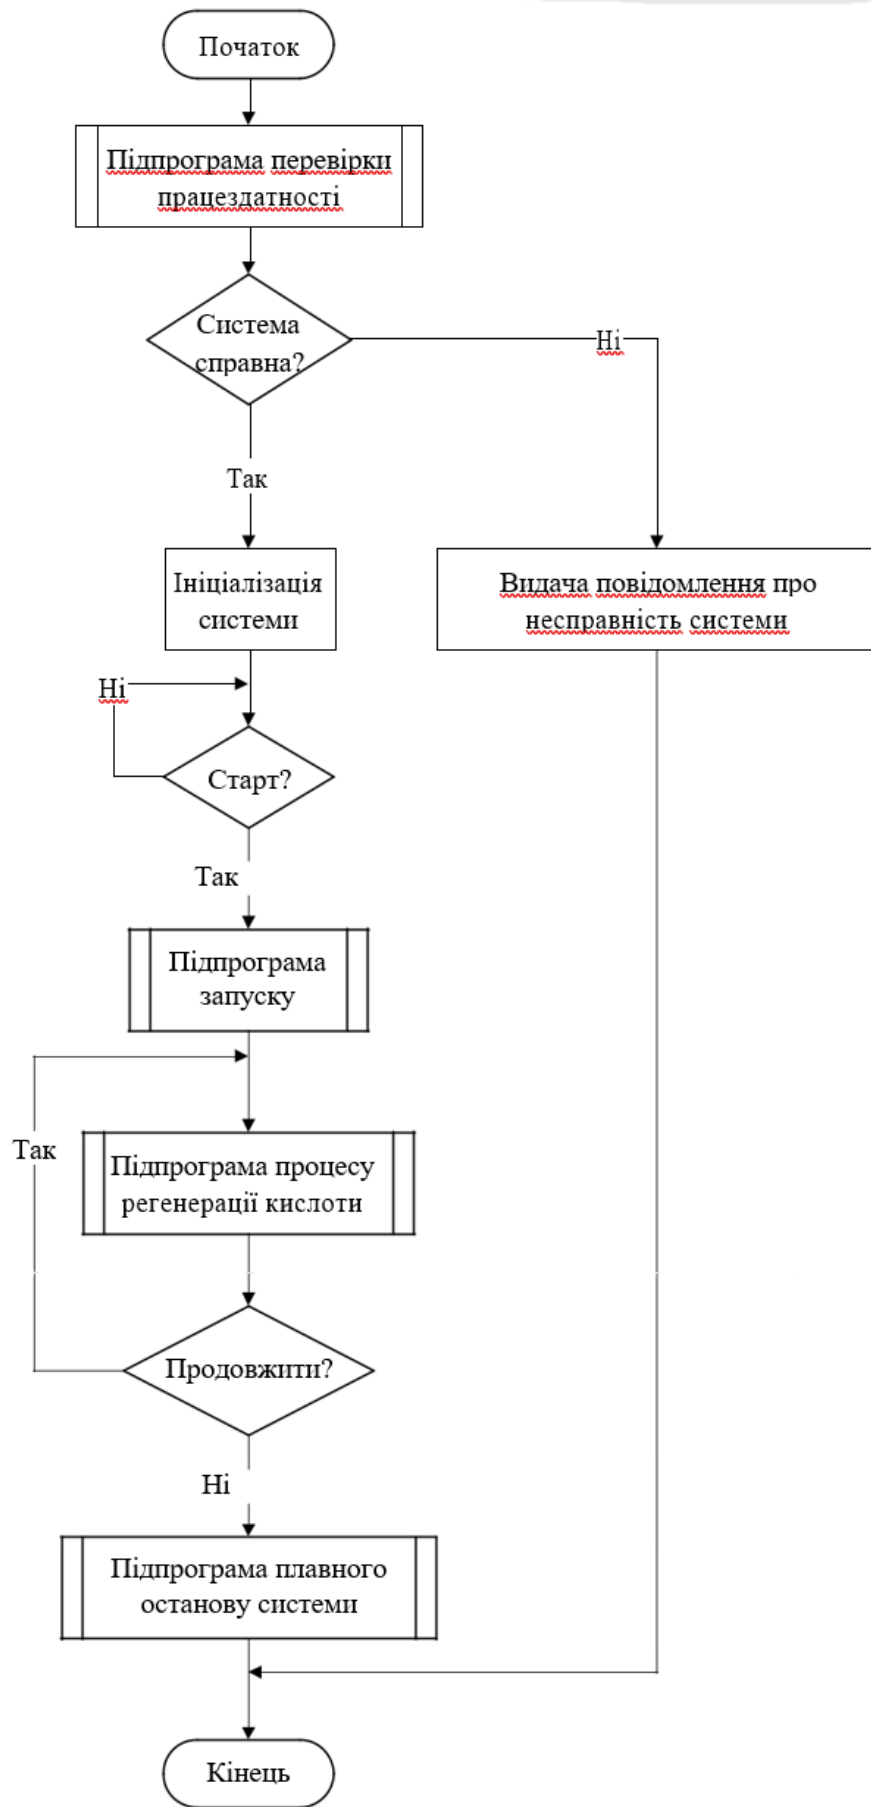 Початок
Підпрограма перевірки
працездатності
Система
справна?
Ні
Так
Ініціалізація
системи
Видача повідомлення про
несправність системи
Ні
Старт?
Так
Підпрограма
запуску
Так
Підпрограма процесу
регенерації кислоти
Продовжити?
Ні
Підпрограма плавного
останову системи
Кінець